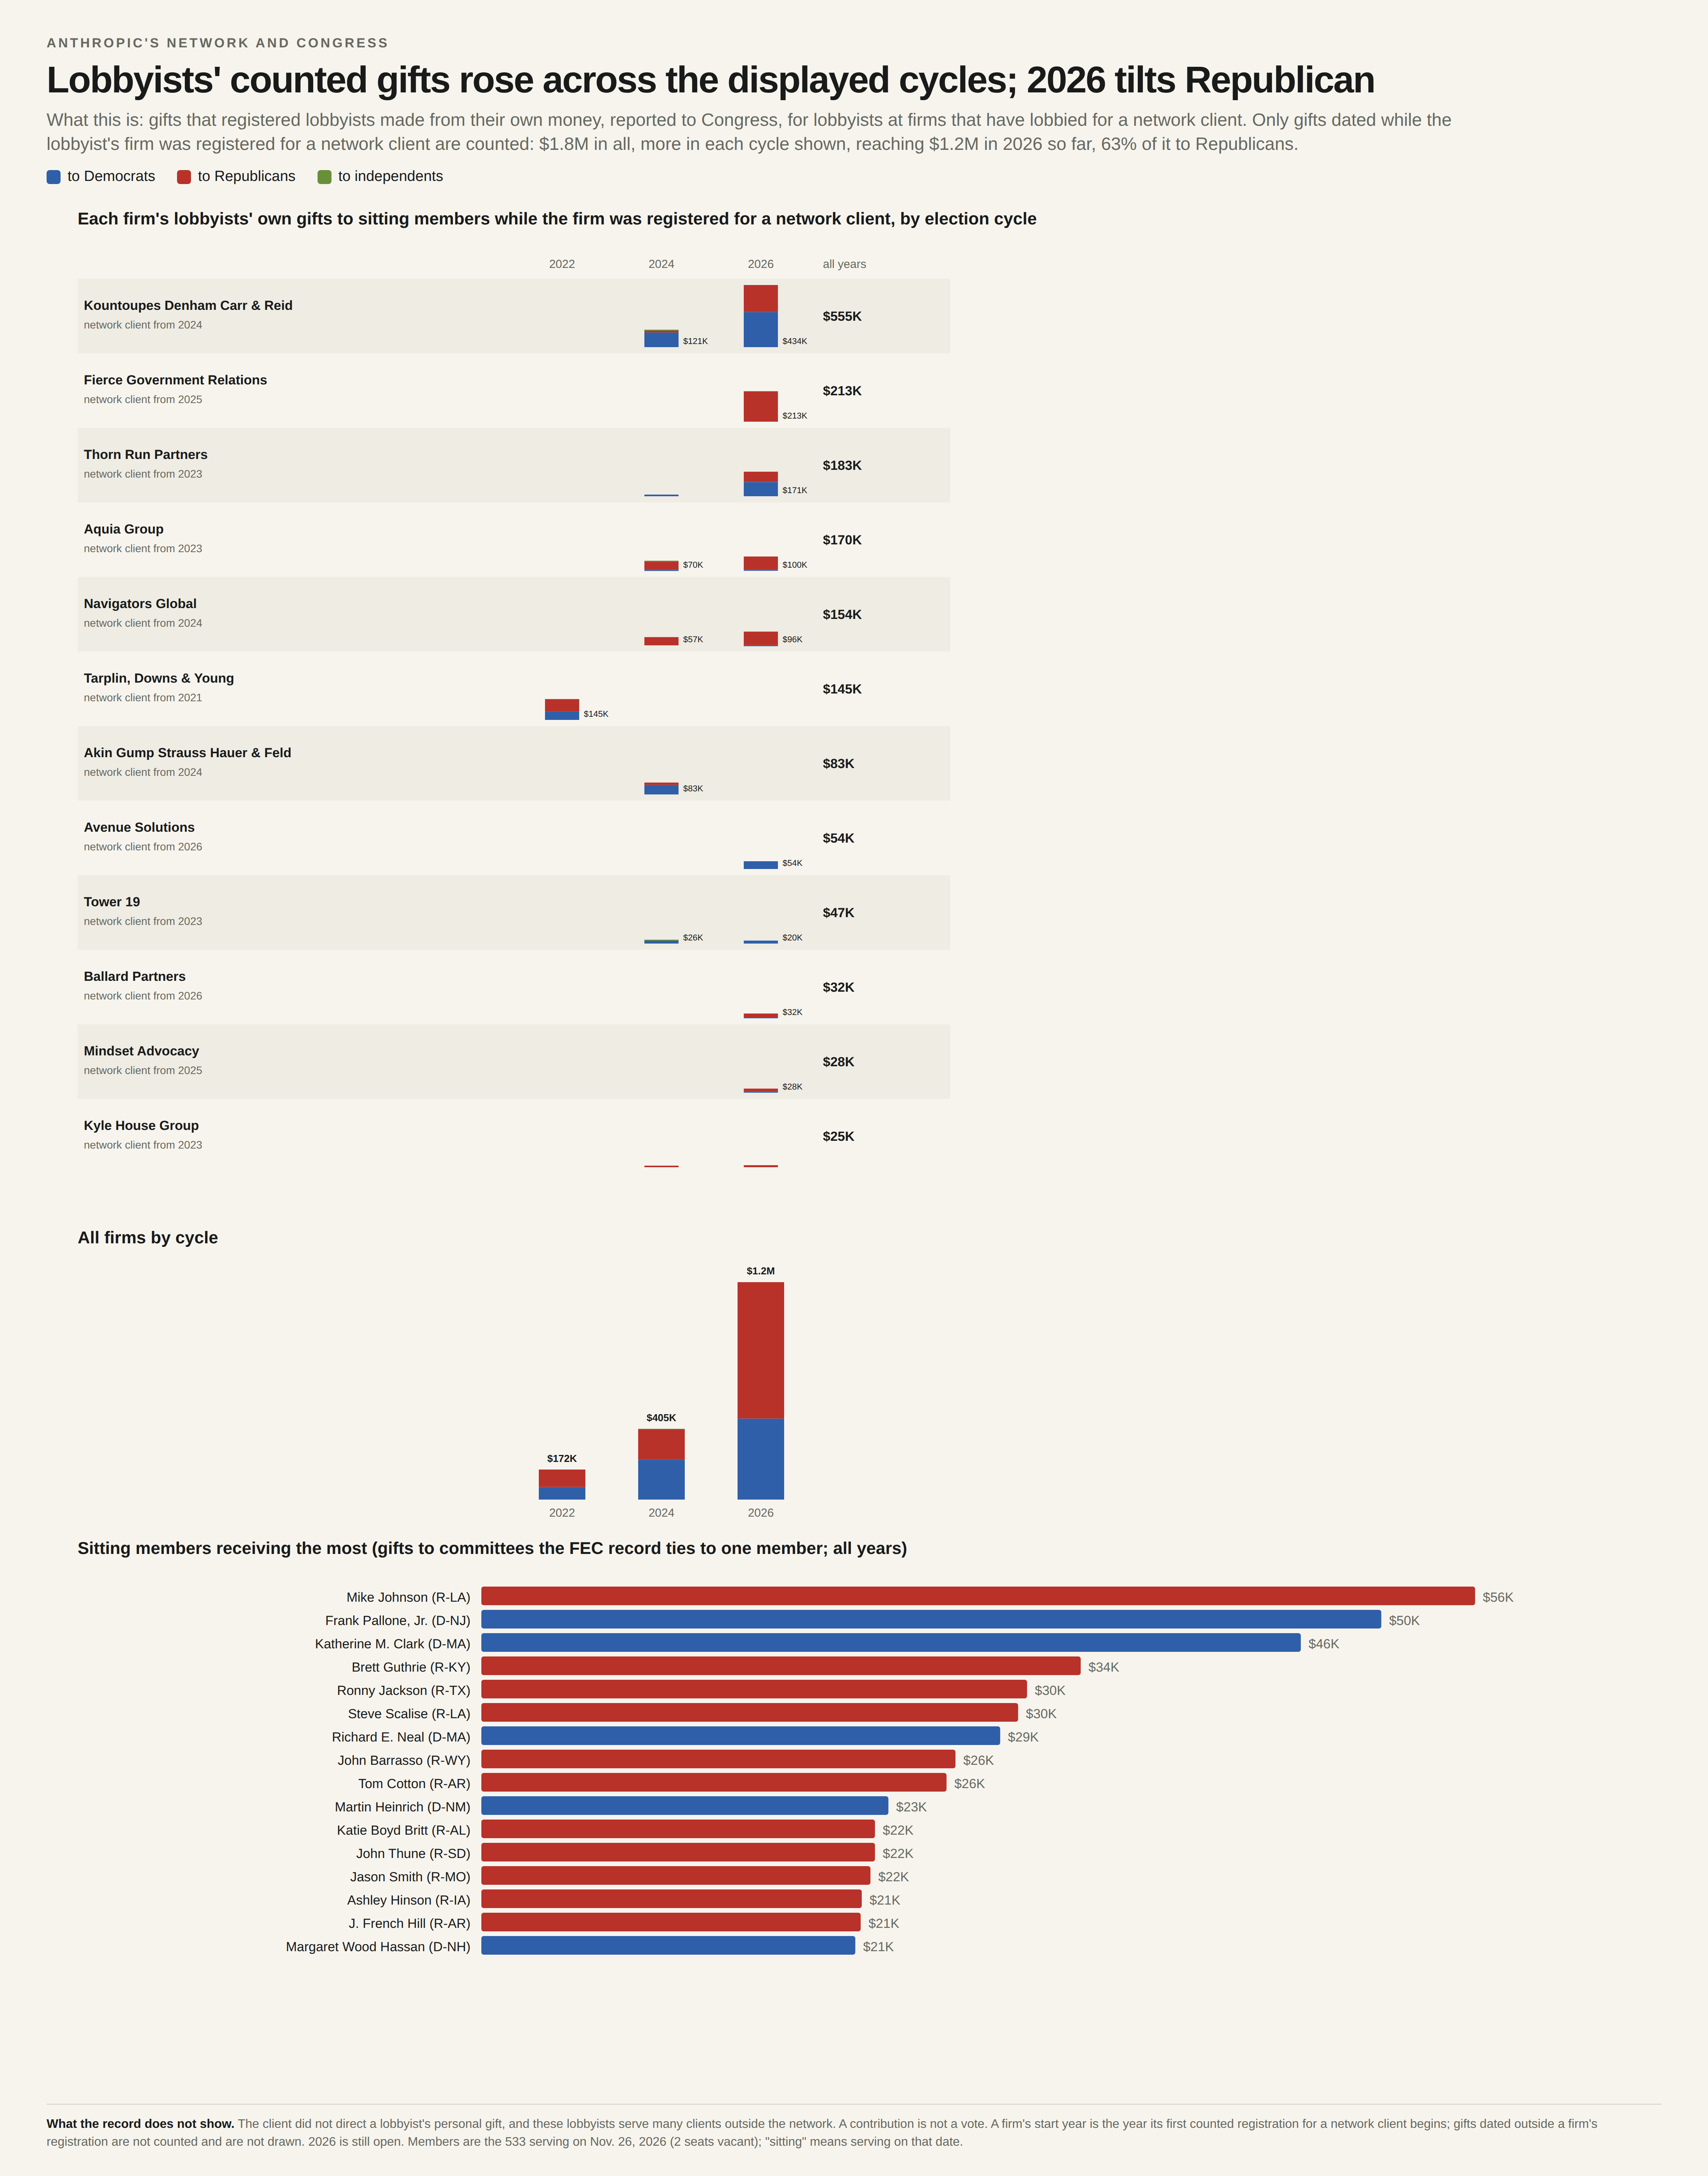 ANTHROPIC'S NETWORK AND CONGRESS
Lobbyists' counted gifts rose across the displayed cycles; 2026 tilts Republican
What this is: gifts that registered lobbyists made from their own money, reported to Congress, for lobbyists at firms that have lobbied for a network client. Only gifts dated while the
lobbyist's firm was registered for a network client are counted: $1.8M in all, more in each cycle shown, reaching $1.2M in 2026 so far, 63% of it to Republicans.
to Democrats to Republicans to independents
Each firm's lobbyists' own gifts to sitting members while the firm was registered for a network client, by election cycle
2022 2024 2026 all years
Kountoupes Denham Carr & Reid
network client from 2024
$121K $434K $555K
Fierce Government Relations
network client from 2025
$213K $213K
Thorn Run Partners
network client from 2023
$171K $183K
Aquia Group
network client from 2023
$70K $100K $170K
Navigators Global
network client from 2024
$57K $96K $154K
Tarplin, Downs & Young
network client from 2021
$145K $145K
Akin Gump Strauss Hauer & Feld
network client from 2024
$83K $83K
Avenue Solutions
network client from 2026
$54K $54K
Tower 19
network client from 2023
$26K $20K $47K
Ballard Partners
network client from 2026
$32K $32K
Mindset Advocacy
network client from 2025
$28K $28K
Kyle House Group
network client from 2023
$25K
All firms by cycle
$1.2M
$405K
$172K
2022 2024 2026
Sitting members receiving the most (gifts to committees the FEC record ties to one member; all years)
Mike Johnson (R-LA) $56K
Frank Pallone, Jr. (D-NJ) $50K
Katherine M. Clark (D-MA) $46K
Brett Guthrie (R-KY) $34K
Ronny Jackson (R-TX) $30K
Steve Scalise (R-LA) $30K
Richard E. Neal (D-MA) $29K
John Barrasso (R-WY) $26K
Tom Cotton (R-AR) $26K
Martin Heinrich (D-NM) $23K
Katie Boyd Britt (R-AL) $22K
John Thune (R-SD) $22K
Jason Smith (R-MO) $22K
Ashley Hinson (R-IA) $21K
J. French Hill (R-AR) $21K
Margaret Wood Hassan (D-NH) $21K
What the record does not show. The client did not direct a lobbyist's personal gift, and these lobbyists serve many clients outside the network. A contribution is not a vote. A firm's start year is the year its first counted registration for a network client begins; gifts dated outside a firm's
registration are not counted and are not drawn. 2026 is still open. Members are the 533 serving on Nov. 26, 2026 (2 seats vacant); "sitting" means serving on that date.